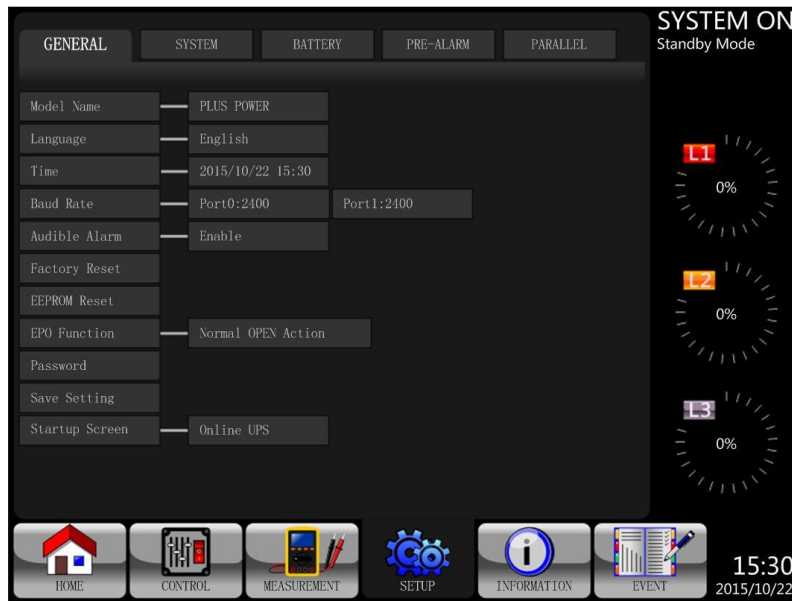 GENERAL SYSTEM BATTERY PRE-ALARM PARALLEL
SYSTEM ON
Standby Mode
Model Name PLUS POWER
Language English
Time 2015/10/22 15:30
Baud Rate Port0:2400 Port1:2400
Audible Alarm Enable
Factory Reset
EEPROM Reset
EPO Function Normal OPEN Action
Password
Save Setting
Startup Screen Online UPS
L1
0%
L2
0%
L3
0%
HOME CONTROL MEASUREMENT SETUP INFORMATION EVENT
15:30
2015/10/22